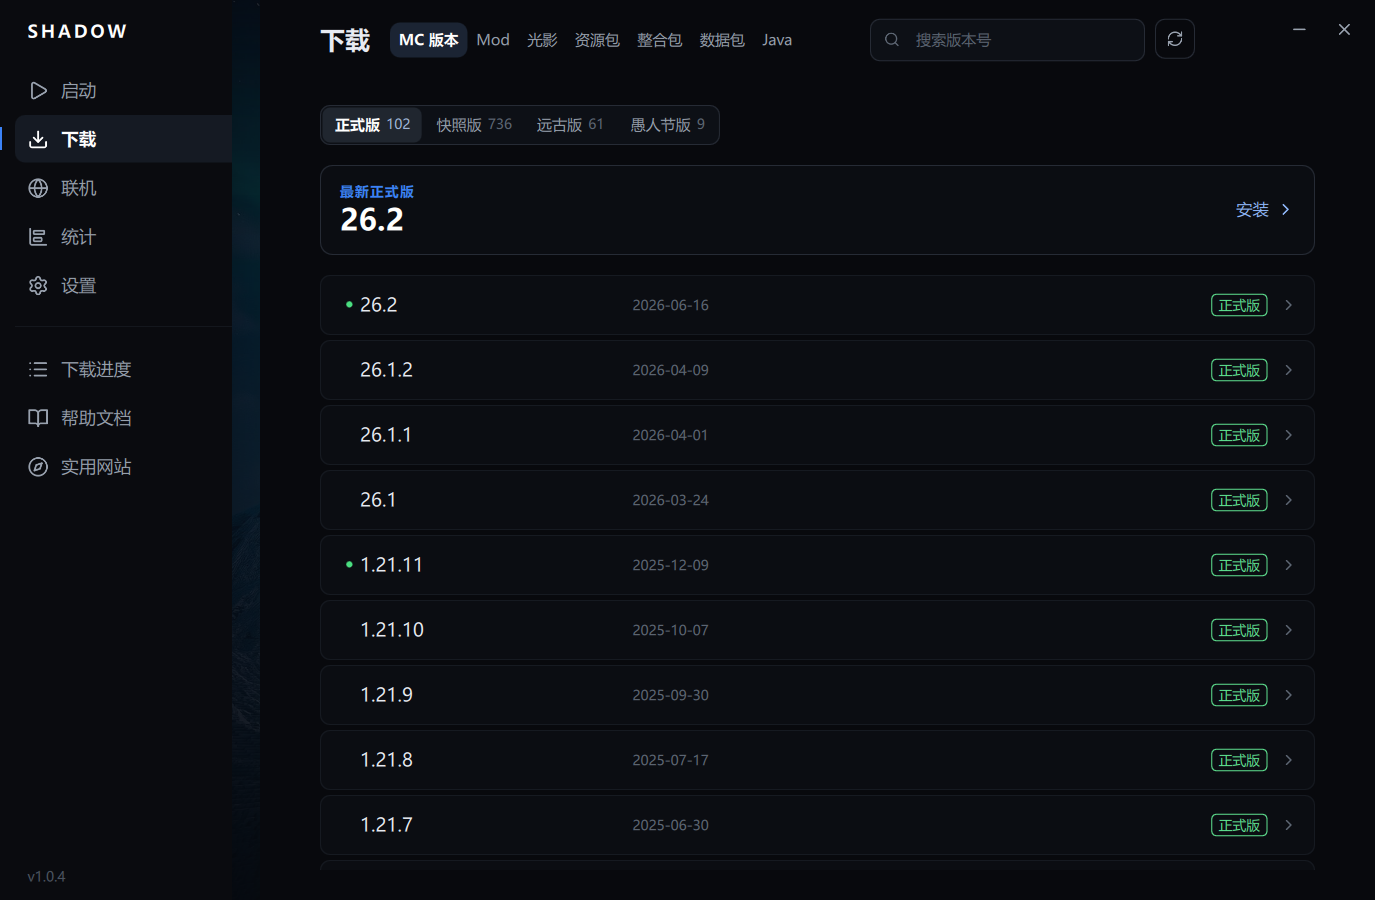 SHADOW
启动
下载
联机
统计
设置
下载进度
帮助文档
实用网站
v1.0.4
下载 MC 版本 Mod 光影 资源包 整合包 数据包 Java 搜索版本号
正式版 102 快照版 736 远古版 61 愚人节版 9
最新正式版
26.2
安装
26.2 2026-06-16 正式版
26.1.2 2026-04-09 正式版
26.1.1 2026-04-01 正式版
26.1 2026-03-24 正式版
1.21.11 2025-12-09 正式版
1.21.10 2025-10-07 正式版
1.21.9 2025-09-30 正式版
1.21.8 2025-07-17 正式版
1.21.7 2025-06-30 正式版